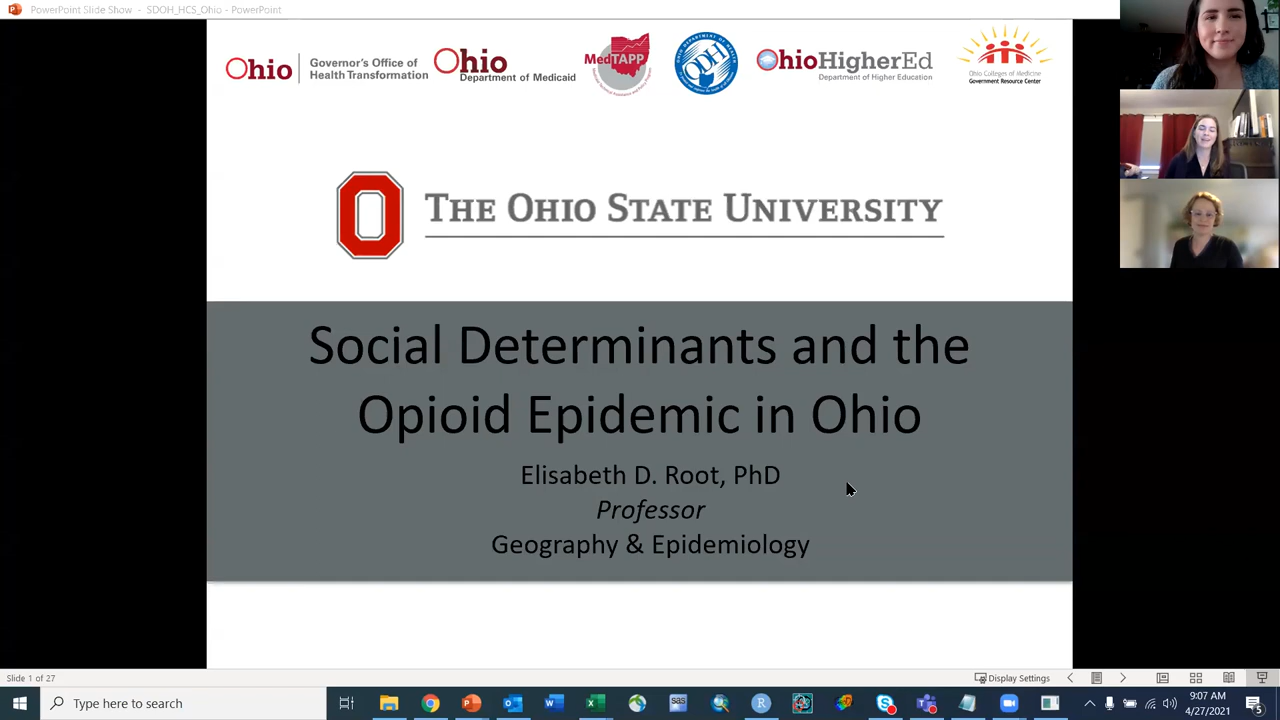 PowerPoint Slide Show - SDOH_HCS_Ohio - PowerPoint
Ohio Governor's Office of
Health Transformation
Ohio
Department of Medicaid
MedTAPP
ODH
OhioHigherEd
Department of Higher Education
Ohio Colleges of Medicine
Government Resource Center
THE OHIO STATE UNIVERSITY
Social Determinants and the
Opioid Epidemic in Ohio
Elisabeth D. Root, PhD
Professor
Geography & Epidemiology
Slide 1 of 27
Display Settings
Type here to search
9:07 AM
4/27/2021
5